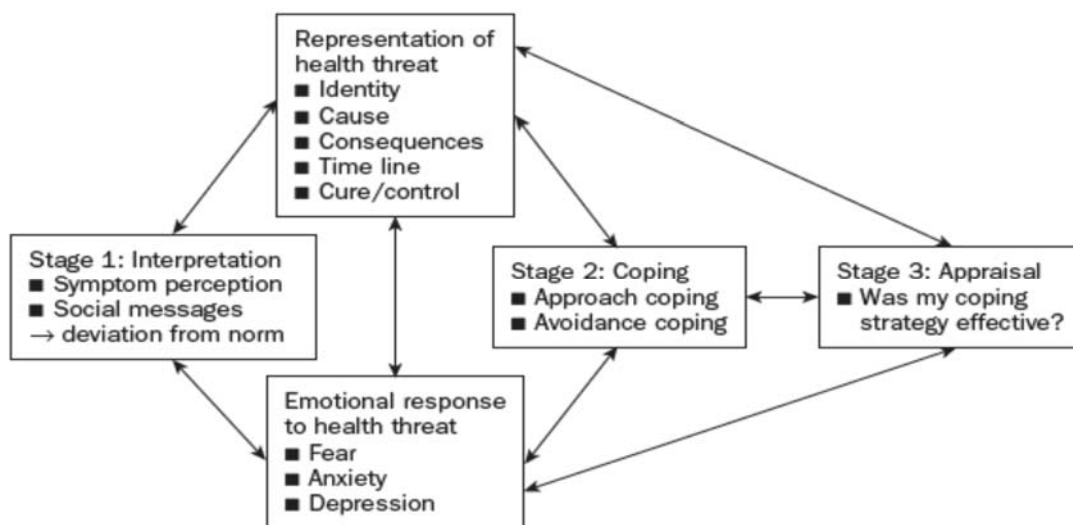 Representation of
health threat
■ Identity
■ Cause
■ Consequences
■ Time line
■ Cure/control
Stage 1: Interpretation
■ Symptom perception
■ Social messages
→ deviation from norm
Stage 2: Coping
■ Approach coping
■ Avoidance coping
Stage 3: Appraisal
■ Was my coping
strategy effective?
Emotional response
to health threat
■ Fear
■ Anxiety
■ Depression